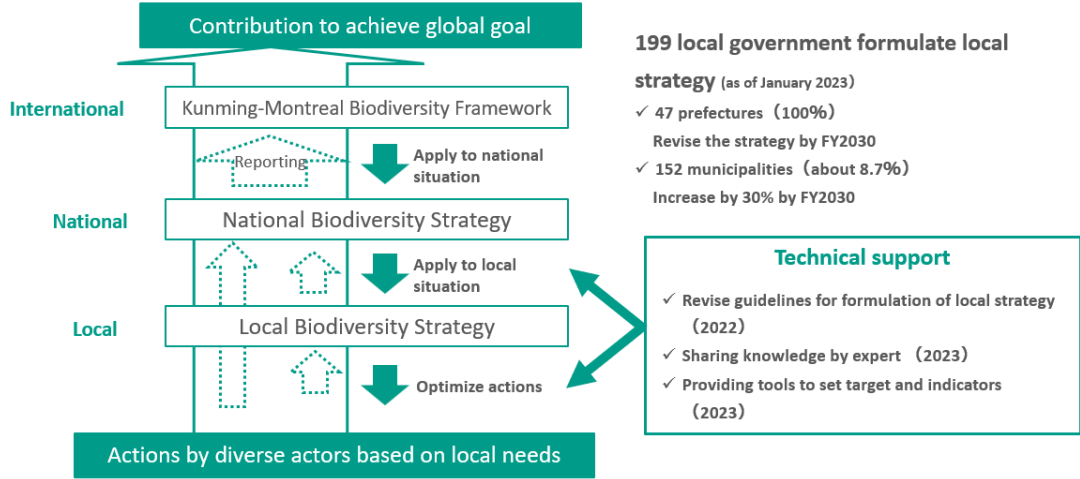 Contribution to achieve global goal
International
Kunming-Montreal Biodiversity Framework
Reporting
Apply to national
situation
National
National Biodiversity Strategy
Apply to local
situation
Local
Local Biodiversity Strategy
Optimize actions
Actions by diverse actors based on local needs
199 local government formulate local
strategy (as of January 2023)
✓ 47 prefectures（100%）
Revise the strategy by FY2030
✓ 152 municipalities（about 8.7%）
Increase by 30% by FY2030
Technical support
✓ Revise guidelines for formulation of local strategy
（2022）
✓ Sharing knowledge by expert（2023）
✓ Providing tools to set target and indicators
（2023）